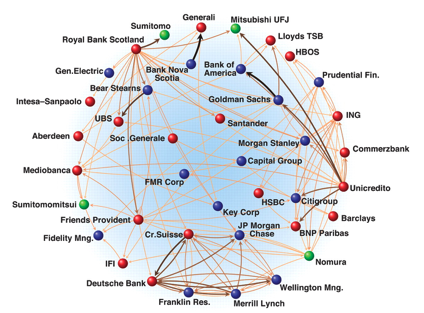 Generali
Sumitomo
Mitsubishi UFJ
Royal Bank Scotland
Lloyds TSB
HBOS
Gen.Electric
Bank Nova
Scotia
Bank of
America
Prudential Fin.
Bear Stearns
Goldman Sachs
Intesa-Sanpaolo
UBS
Santander
ING
Aberdeen
Soc.Generale
Morgan Stanley
Commerzbank
Mediobanca
Capital Group
FMR Corp
Unicredito
Sumitomomitsui
HSBC
Citigroup
Key Corp
Barclays
Friends Provident
JP Morgan
Chase
BNP Paribas
Fidelity Mng.
Cr.Suisse
IFI
Nomura
Deutsche Bank
Wellington Mng.
Franklin Res.
Merrill Lynch